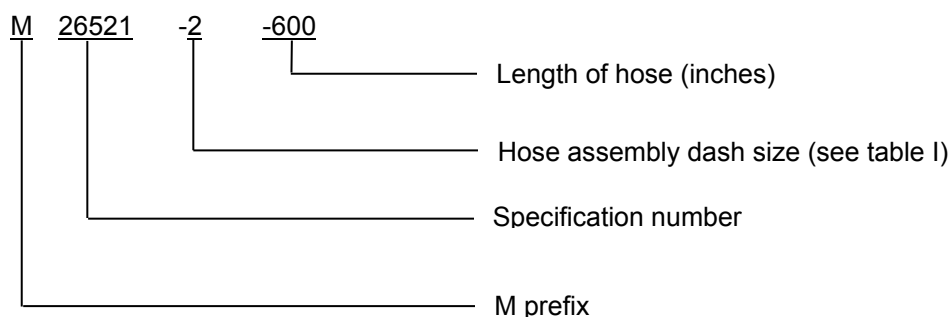 M 26521 -2 -600
Length of hose (inches)
Hose assembly dash size (see table I)
Specification number
M prefix